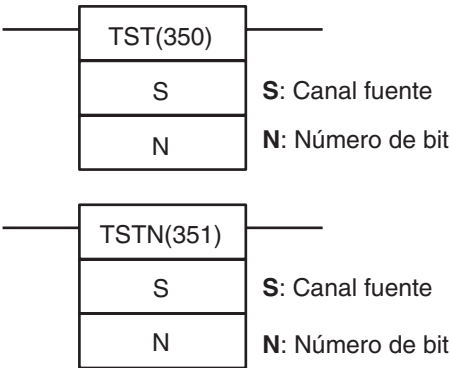 TST(350)
S
S: Canal fuente
N
N: Número de bit
TSTN(351)
S
S: Canal fuente
N
N: Número de bit